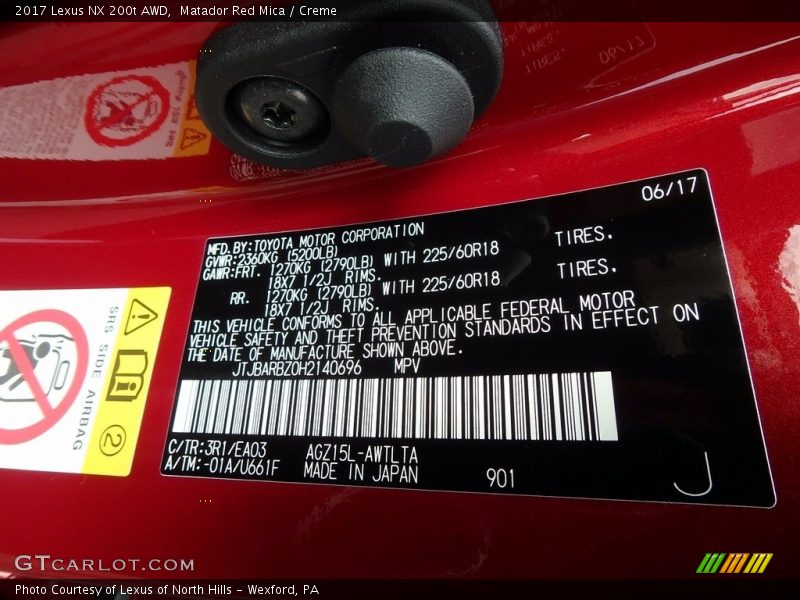 2017 Lexus NX 200t AWD,  Matador Red Mica / Creme
06/17
MFD.BY:TOYOTA MOTOR CORPORATION
GVWR:2360KG (5200LB)
GAWR:FRT. 1270KG (2790LB) WITH 225/60R18 TIRES.
18X7 1/2J RIMS.
RR. 1270KG (2790LB) WITH 225/60R18 TIRES.
18X7 1/2J RIMS.
THIS VEHICLE CONFORMS TO ALL APPLICABLE FEDERAL MOTOR
VEHICLE SAFETY AND THEFT PREVENTION STANDARDS IN EFFECT ON
THE DATE OF MANUFACTURE SHOWN ABOVE.
JTJBARBZ0H2140696 MPV
C/TR:3R1/EA03 AGZ15L-AWTLTA
A/TM:-01A/U661F MADE IN JAPAN 901
J
SRS SIDE AIRBAG
2
GTCARLOT.COM
Photo Courtesy of Lexus of North Hills - Wexford, PA